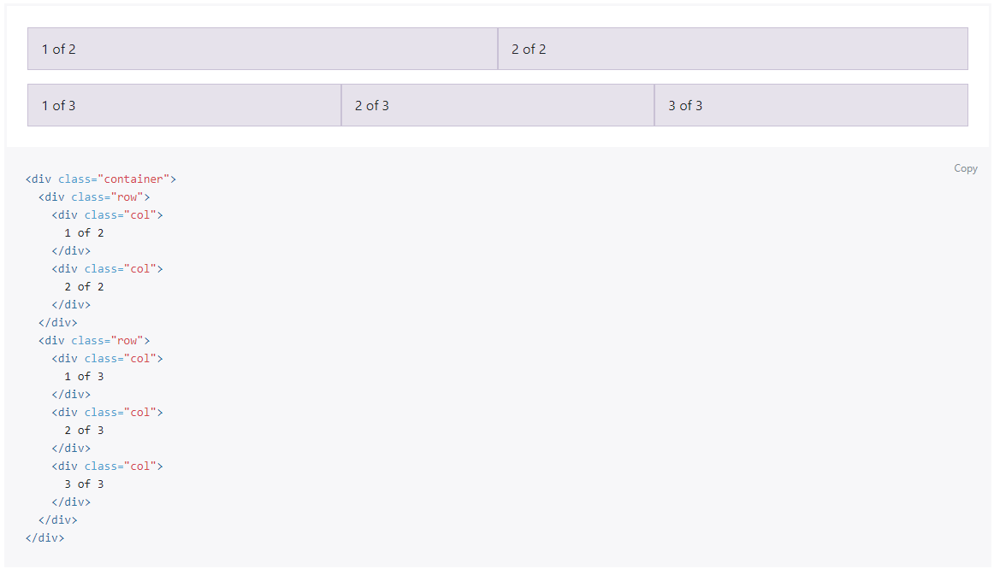 1 of 2 2 of 2
1 of 3 2 of 3 3 of 3
Copy
<div class="container">
  <div class="row">
    <div class="col">
      1 of 2
    </div>
    <div class="col">
      2 of 2
    </div>
  </div>
  <div class="row">
    <div class="col">
      1 of 3
    </div>
    <div class="col">
      2 of 3
    </div>
    <div class="col">
      3 of 3
    </div>
  </div>
</div>